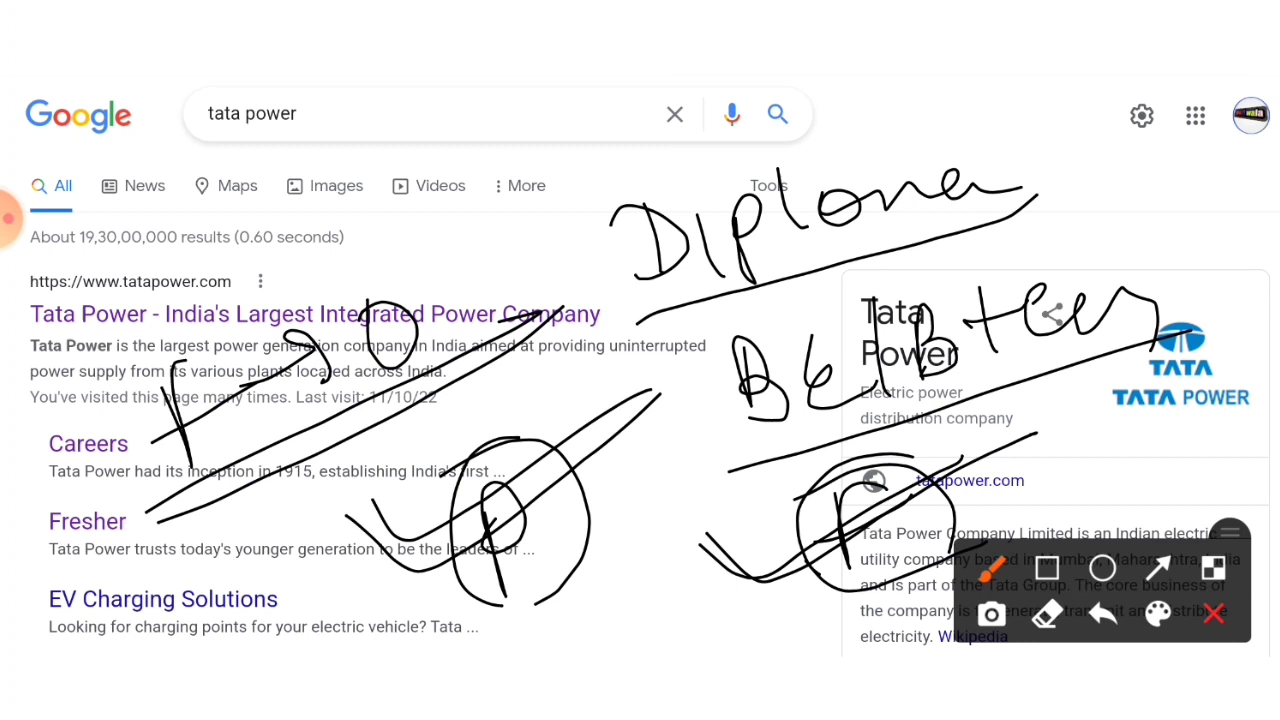 Google
tata power
All News Maps Images Videos More Tools
About 19,30,00,000 results (0.60 seconds)
Diploma
https://www.tatapower.com
Tata Power - India's Largest Integrated Power Company
Tata Power is the largest power generation company in India aimed at providing uninterrupted
power supply from its various plants located across India.
You've visited this page many times. Last visit: 11/10/22
Careers
Tata Power had its inception in 1915, establishing India's first ...
Fresher
Tata Power trusts today's younger generation to be the leaders of ...
EV Charging Solutions
Looking for charging points for your electric vehicle? Tata ...
Tata
Power
Electric power
distribution company
TATA
TATA POWER
BE/BTech
F
P
F
tatapower.com
Tata Power Company Limited is an Indian electric
utility company based in Mumbai, Maharashtra, India
and is part of the Tata Group. The core business of
the company is to generate, transmit and distribute
electricity. Wikipedia